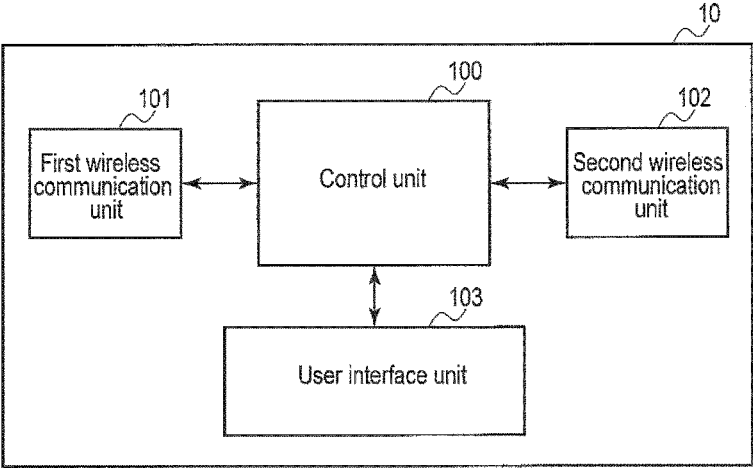 10
100
101
102
First wireless
communication
unit
Control unit
Second wireless
communication
unit
103
User interface unit